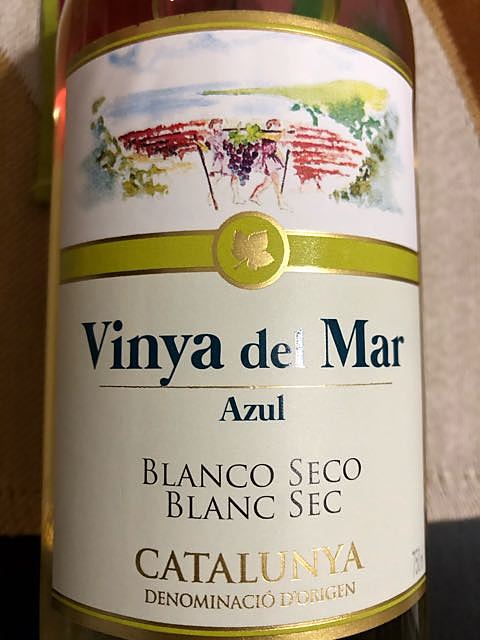 Vinya del Mar
Azul
BLANCO SECO
BLANC SEC
CATALUNYA
DENOMINACIÓ D'ORIGEN